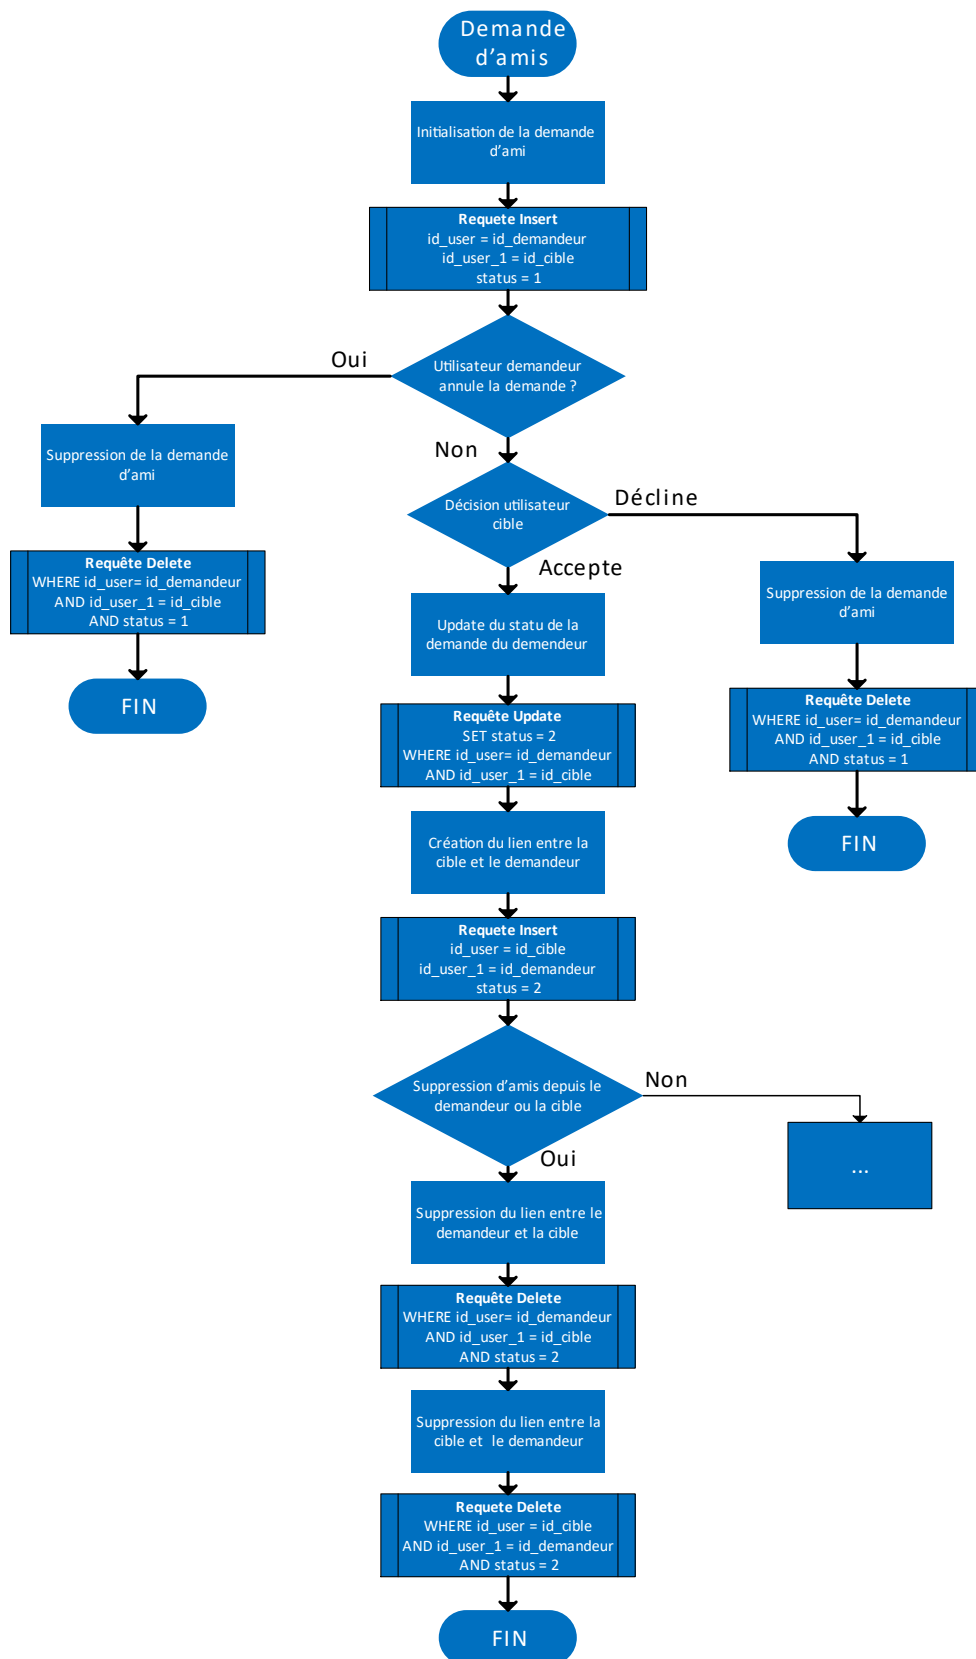 Demande
d'amis
Initialisation de la demande
d'ami
Requete Insert
id_user = id_demandeur
id_user_1 = id_cible
status = 1
Utilisateur demandeur
annule la demande ?
Oui
Non
Suppression de la demande
d'ami
Requête Delete
WHERE id_user= id_demandeur
AND id_user_1 = id_cible
AND status = 1
FIN
Décision utilisateur
cible
Décline
Accepte
Suppression de la demande
d'ami
Requête Delete
WHERE id_user= id_demandeur
AND id_user_1 = id_cible
AND status = 1
FIN
Update du statu de la
demande du demendeur
Requête Update
SET status = 2
WHERE id_user= id_demandeur
AND id_user_1 = id_cible
Création du lien entre la
cible et le demandeur
Requete Insert
id_user = id_cible
id_user_1 = id_demandeur
status = 2
Suppression d'amis depuis le
demandeur ou la cible
Non
...
Oui
Suppression du lien entre le
demandeur et la cible
Requête Delete
WHERE id_user= id_demandeur
AND id_user_1 = id_cible
AND status = 2
Suppression du lien entre la
cible et  le demandeur
Requete Delete
WHERE id_user = id_cible
AND id_user_1 = id_demandeur
AND status = 2
FIN